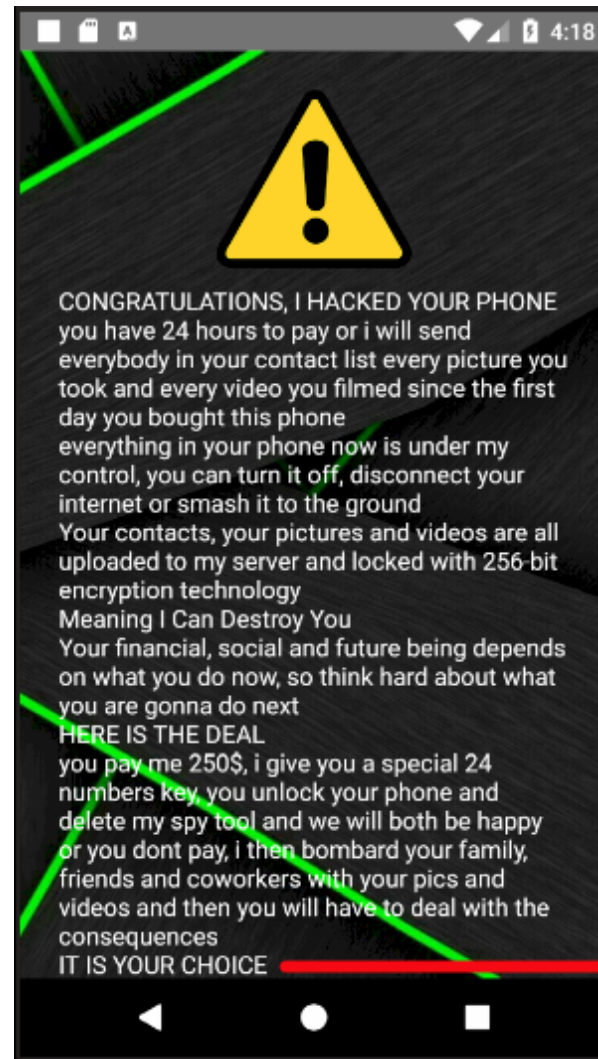 4:18
CONGRATULATIONS, I HACKED YOUR PHONE
you have 24 hours to pay or i will send
everybody in your contact list every picture you
took and every video you filmed since the first
day you bought this phone
everything in your phone now is under my
control, you can turn it off, disconnect your
internet or smash it to the ground
Your contacts, your pictures and videos are all
uploaded to my server and locked with 256-bit
encryption technology
Meaning I Can Destroy You
Your financial, social and future being depends
on what you do now, so think hard about what
you are gonna do next
HERE IS THE DEAL
you pay me 250$, i give you a special 24
numbers key, you unlock your phone and
delete my spy tool and we will both be happy
or you dont pay, i then bombard your family,
friends and coworkers with your pics and
videos and then you will have to deal with the
consequences
IT IS YOUR CHOICE